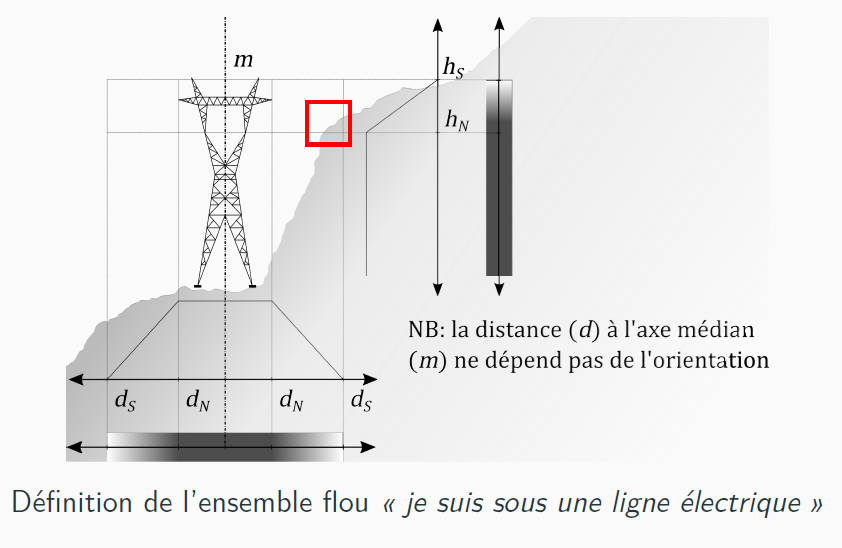 m
h_S
h_N
NB: la distance (d) à l'axe médian
(m) ne dépend pas de l'orientation
d_S d_N d_N d_S
Définition de l'ensemble flou « je suis sous une ligne électrique »